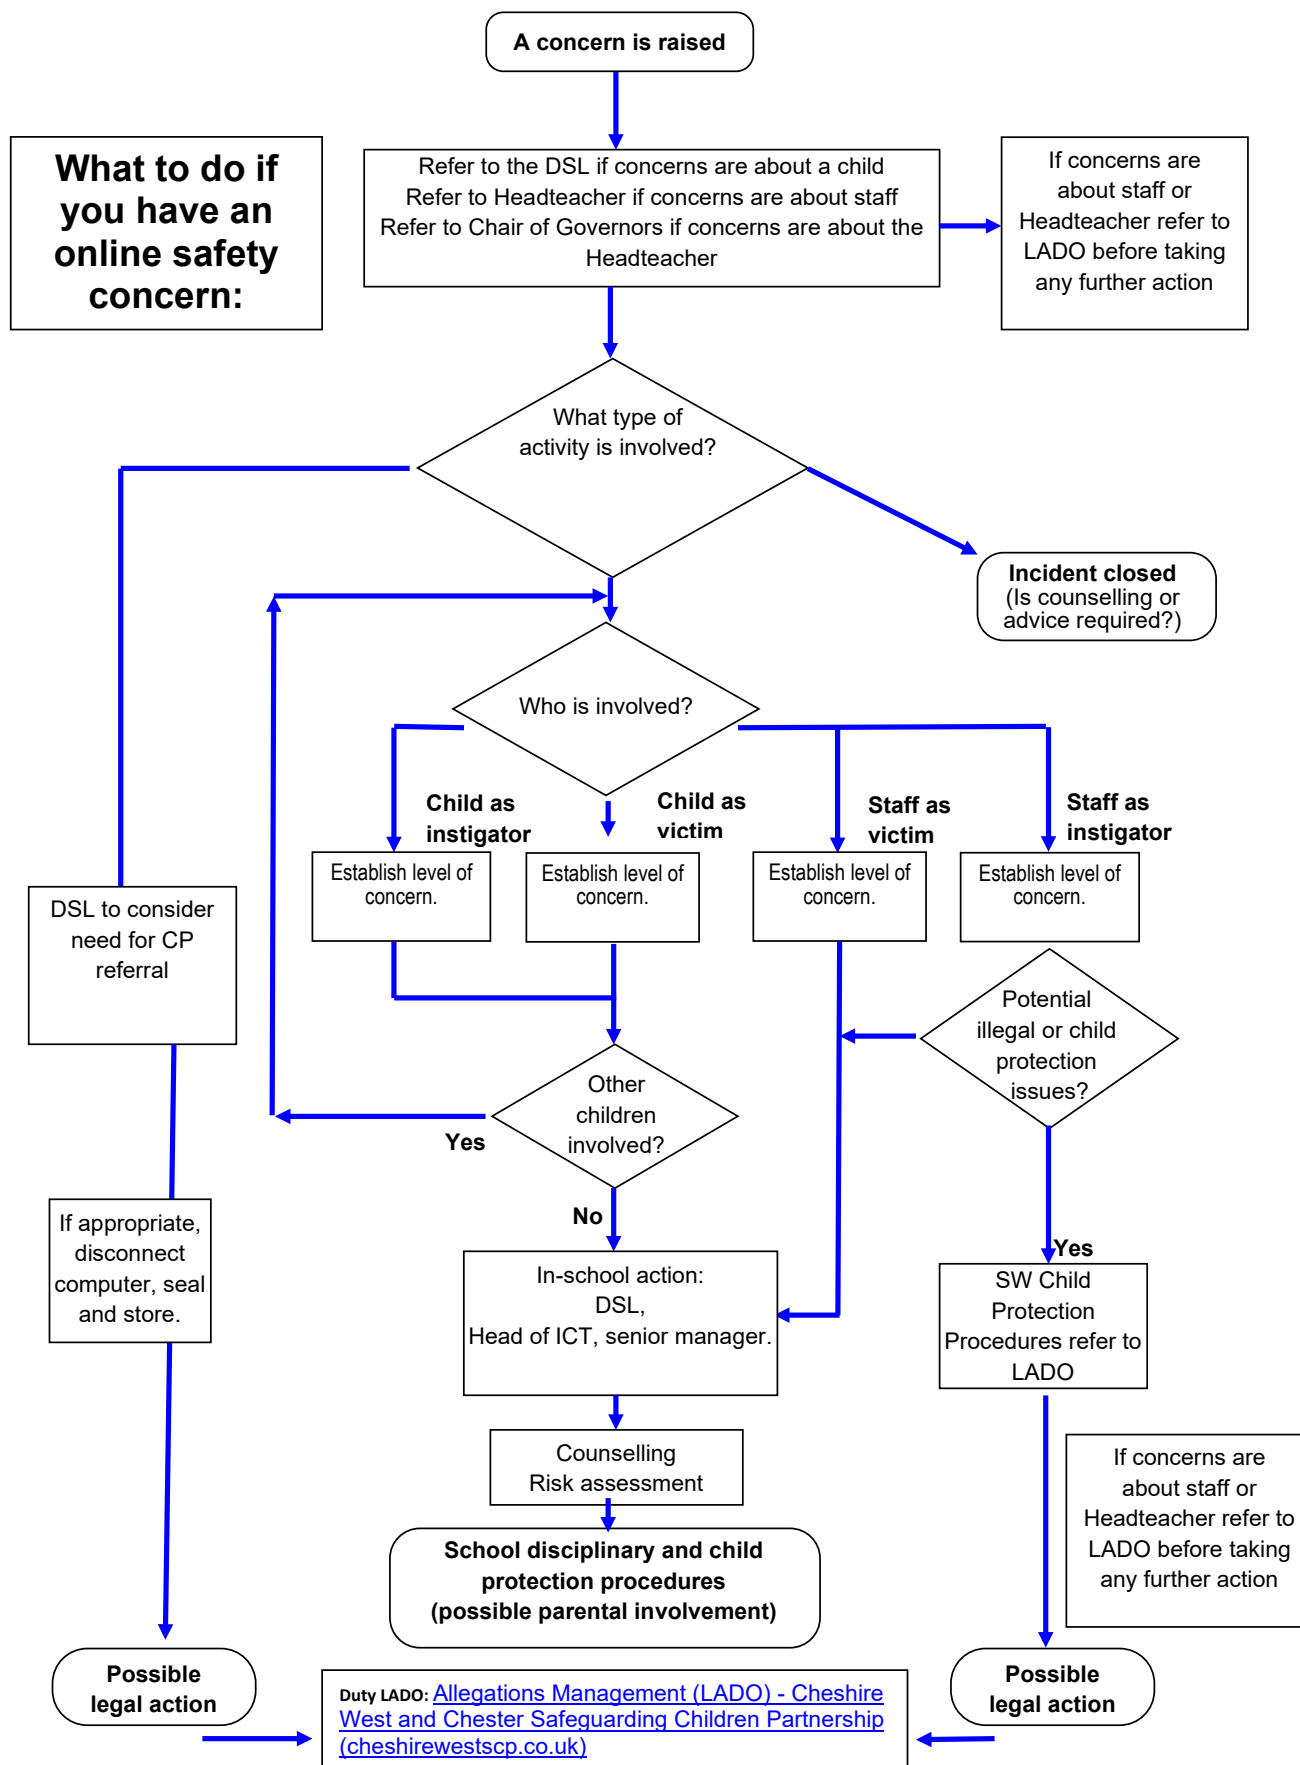 A concern is raised
What to do if
you have an
online safety
concern:
Refer to the DSL if concerns are about a child
Refer to Headteacher if concerns are about staff
Refer to Chair of Governors if concerns are about the
Headteacher
If concerns are
about staff or
Headteacher refer to
LADO before taking
any further action
What type of
activity is involved?
Incident closed
(Is counselling or
advice required?)
Who is involved?
Child as
instigator
Child as
victim
Staff as
victim
Staff as
instigator
Establish level of
concern.
Establish level of
concern.
Establish level of
concern.
Establish level of
concern.
DSL to consider
need for CP
referral
Potential
illegal or child
protection
issues?
Other
children
involved?
Yes
No
If appropriate,
disconnect
computer, seal
and store.
Yes
In-school action:
DSL,
Head of ICT, senior manager.
SW Child
Protection
Procedures refer to
LADO
Counselling
Risk assessment
If concerns are
about staff or
Headteacher refer to
LADO before taking
any further action
School disciplinary and child
protection procedures
(possible parental involvement)
Possible
legal action
Duty LADO: Allegations Management (LADO) - Cheshire
West and Chester Safeguarding Children Partnership
(cheshirewestscp.co.uk)
Possible
legal action